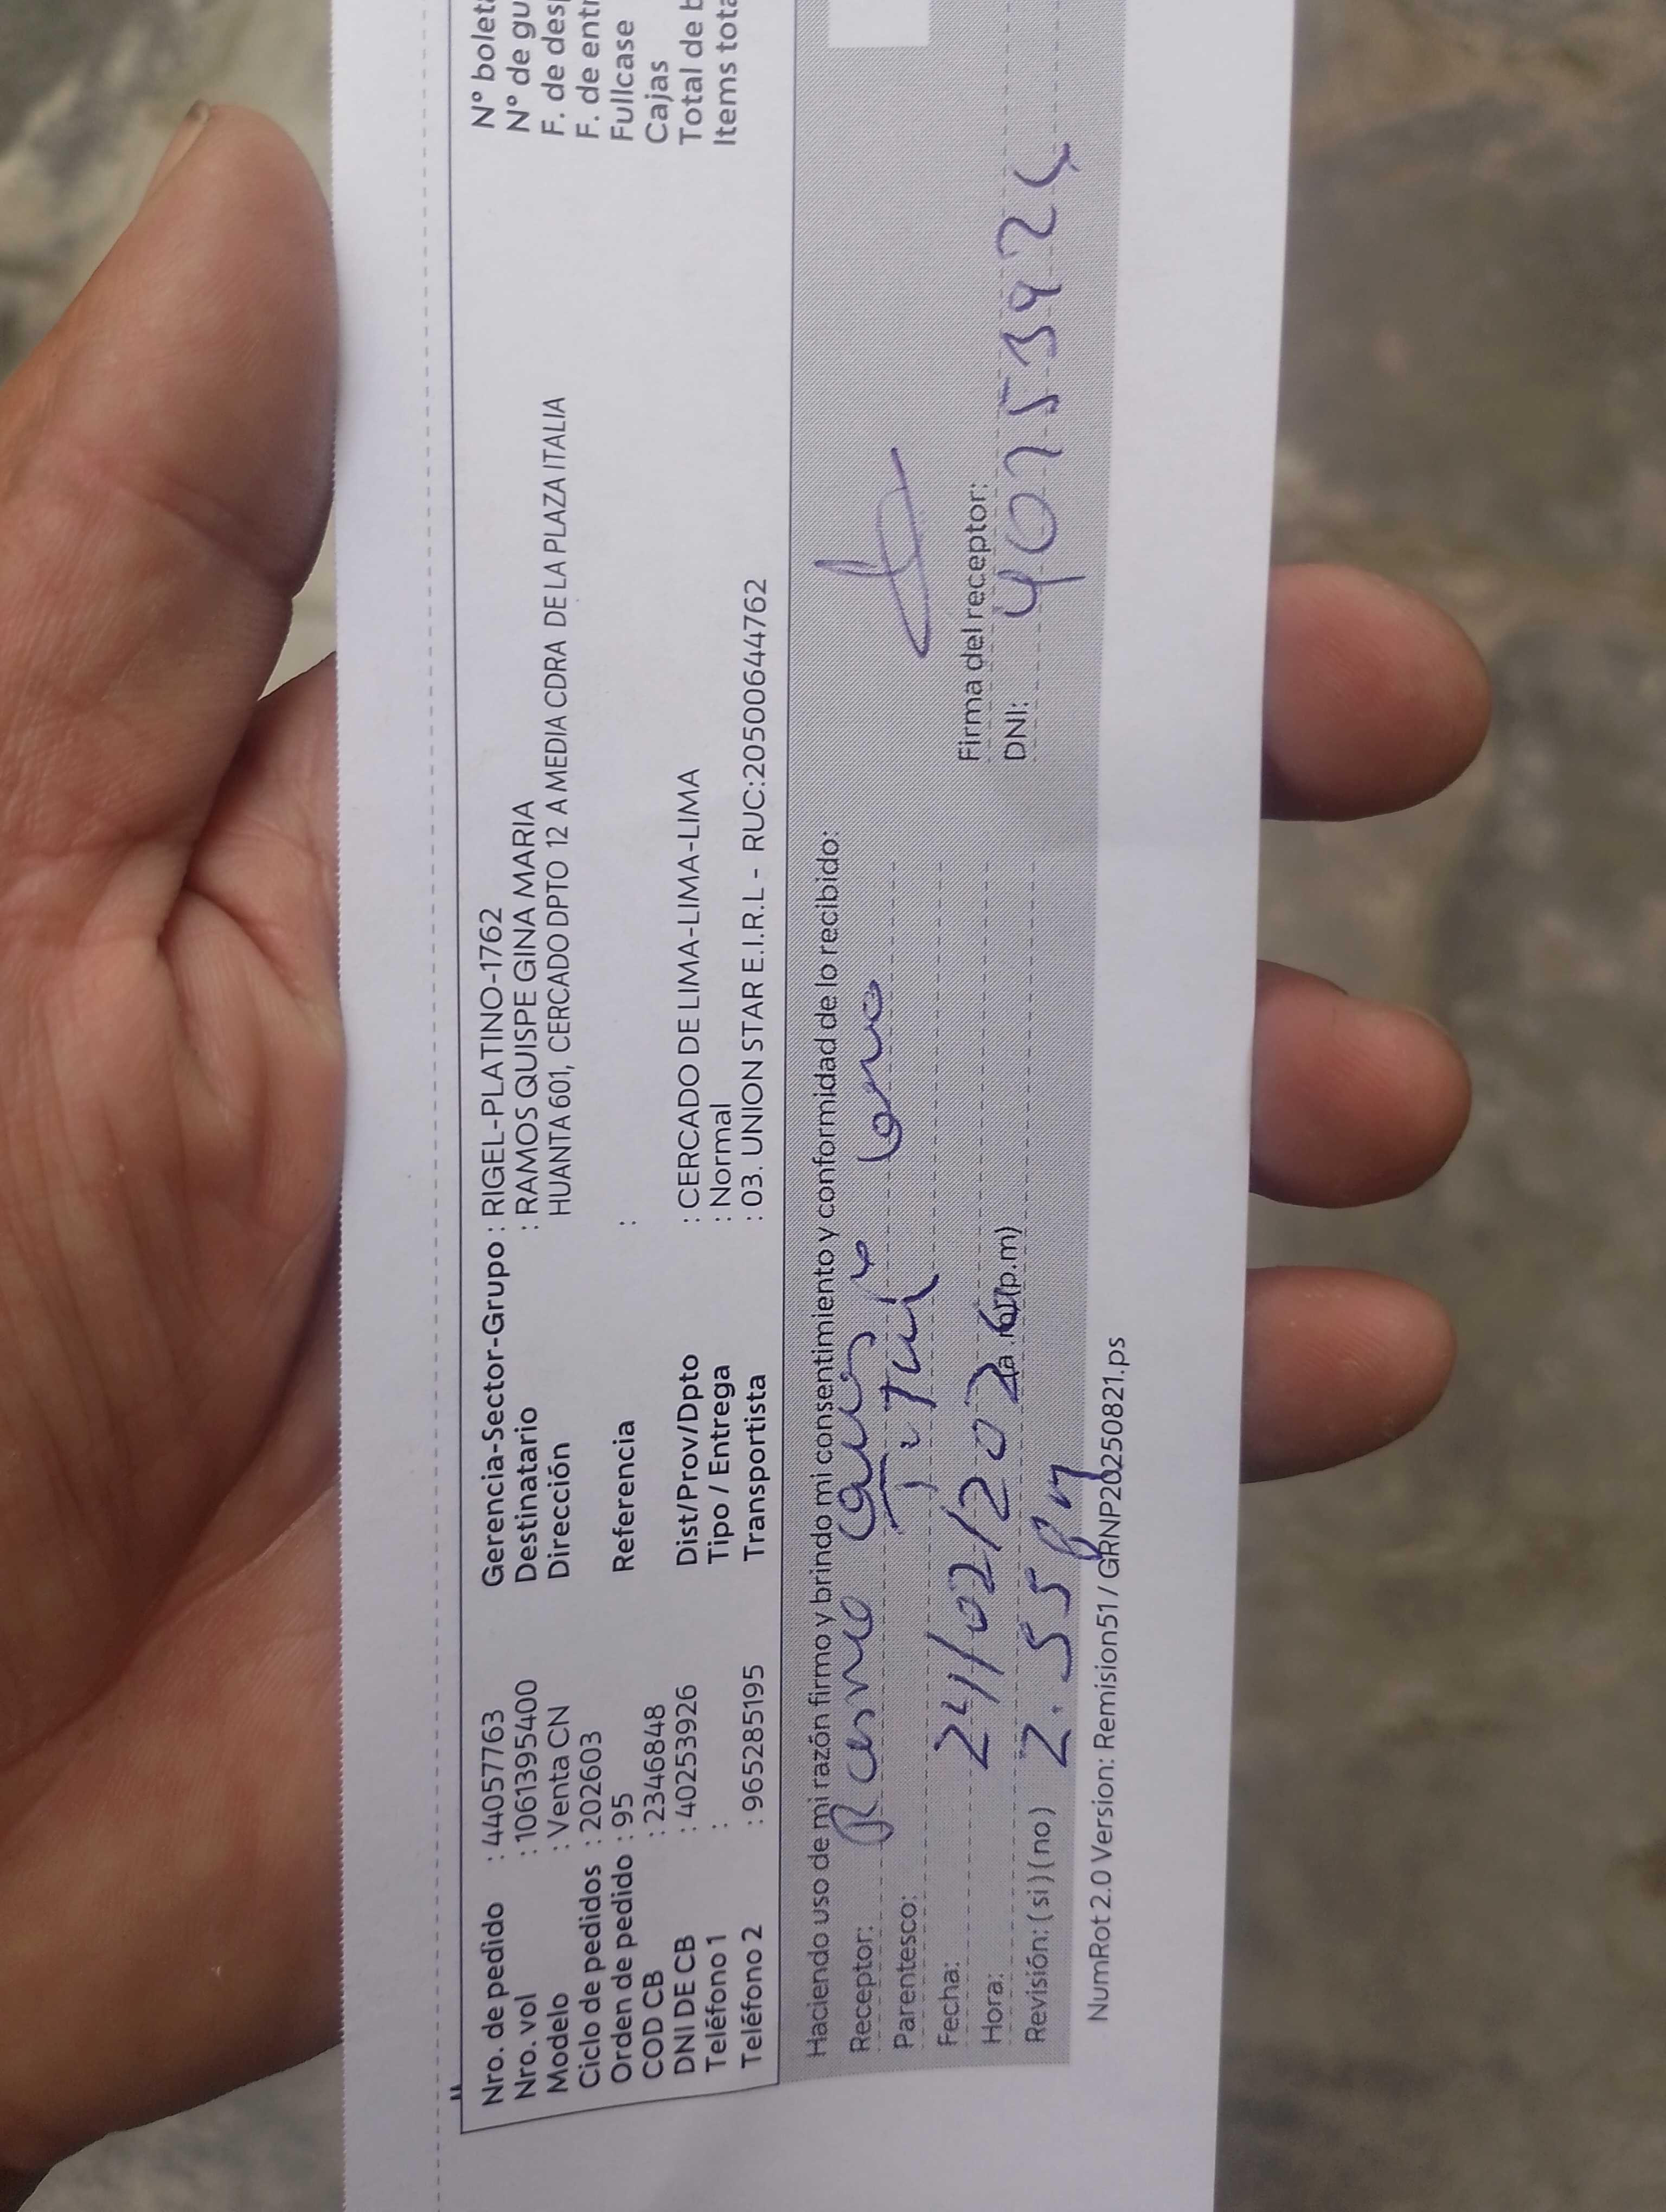 Nro. de pedido : 44057763
Nro. vol : 1061395400
Modelo : Venta CN
Ciclo de pedidos : 202603
Orden de pedido : 95
COD CB : 2346848
DNI DE CB : 40253926
Teléfono 1 :
Teléfono 2 : 965285195
Gerencia-Sector-Grupo : RIGEL-PLATINO-1762
Destinatario : RAMOS QUISPE GINA MARIA
Dirección HUANTA 601, CERCADO DPTO 12 A MEDIA CDRA DE LA PLAZA ITALIA
Referencia :
Dist/Prov/Dpto : CERCADO DE LIMA-LIMA-LIMA
Tipo / Entrega : Normal
Transportista : 03. UNION STAR E.I.R.L - RUC:20500644762
N° bolet
N° de gu
F. de des
F. de entr
Fullcase
Cajas
Total de b
Items tota
Haciendo uso de mi razón firmo y brindo mi consentimiento y conformidad de lo recibido:
Receptor:
Parentesco:
Fecha: 24/02/2026
Hora: (a.m)(p.m)
2.55 PM
Revisión: (si)(no)
Firma del receptor:
DNI:
NumRot 2.0 Version: Remision51 / GRNP20250821.ps